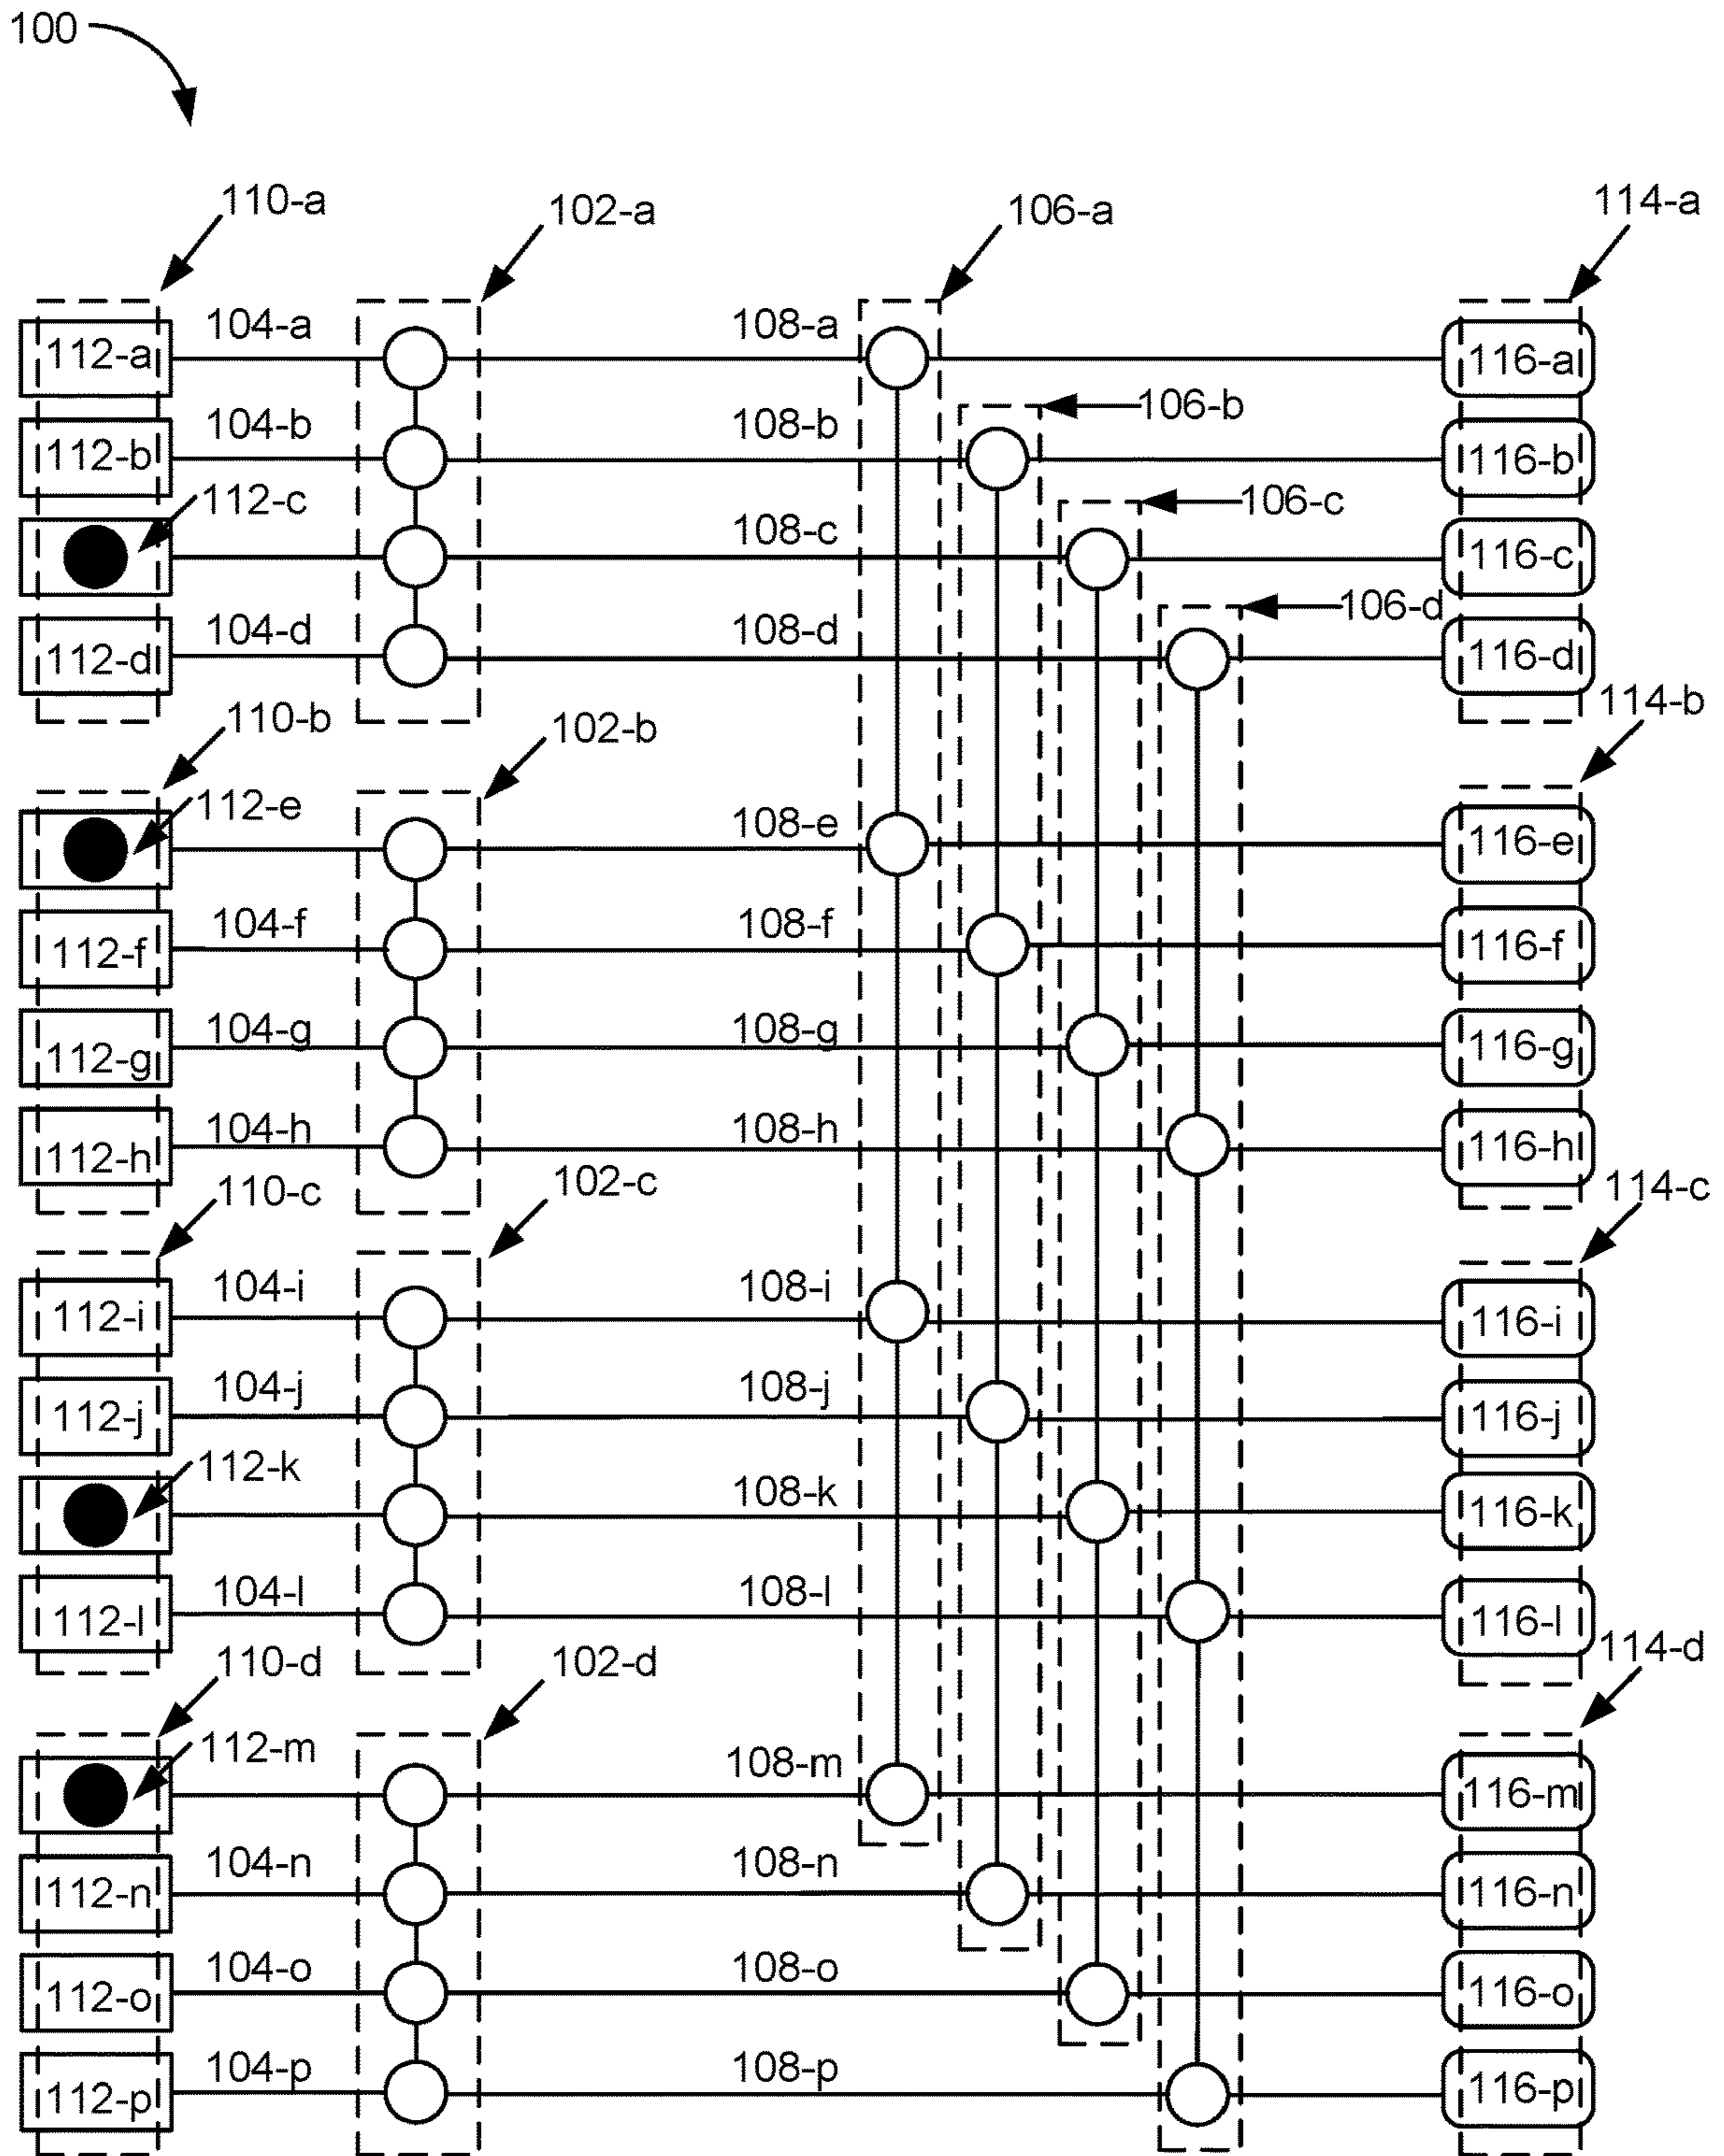 100
110-a 102-a 106-a 114-a
112-a 104-a 108-a 116-a
106-b
112-b 104-b 108-b 116-b
112-c 108-c 106-c 116-c
106-d
112-d 104-d 108-d 116-d
110-b 102-b 114-b
112-e 108-e 116-e
112-f 104-f 108-f 116-f
112-g 104-g 108-g 116-g
112-h 104-h 108-h 116-h
110-c 102-c 114-c
112-i 104-i 108-i 116-i
112-j 104-j 108-j 116-j
112-k 108-k 116-k
112-l 104-l 108-l 116-l
110-d 102-d 114-d
112-m 108-m 116-m
112-n 104-n 108-n 116-n
112-o 104-o 108-o 116-o
112-p 104-p 108-p 116-p